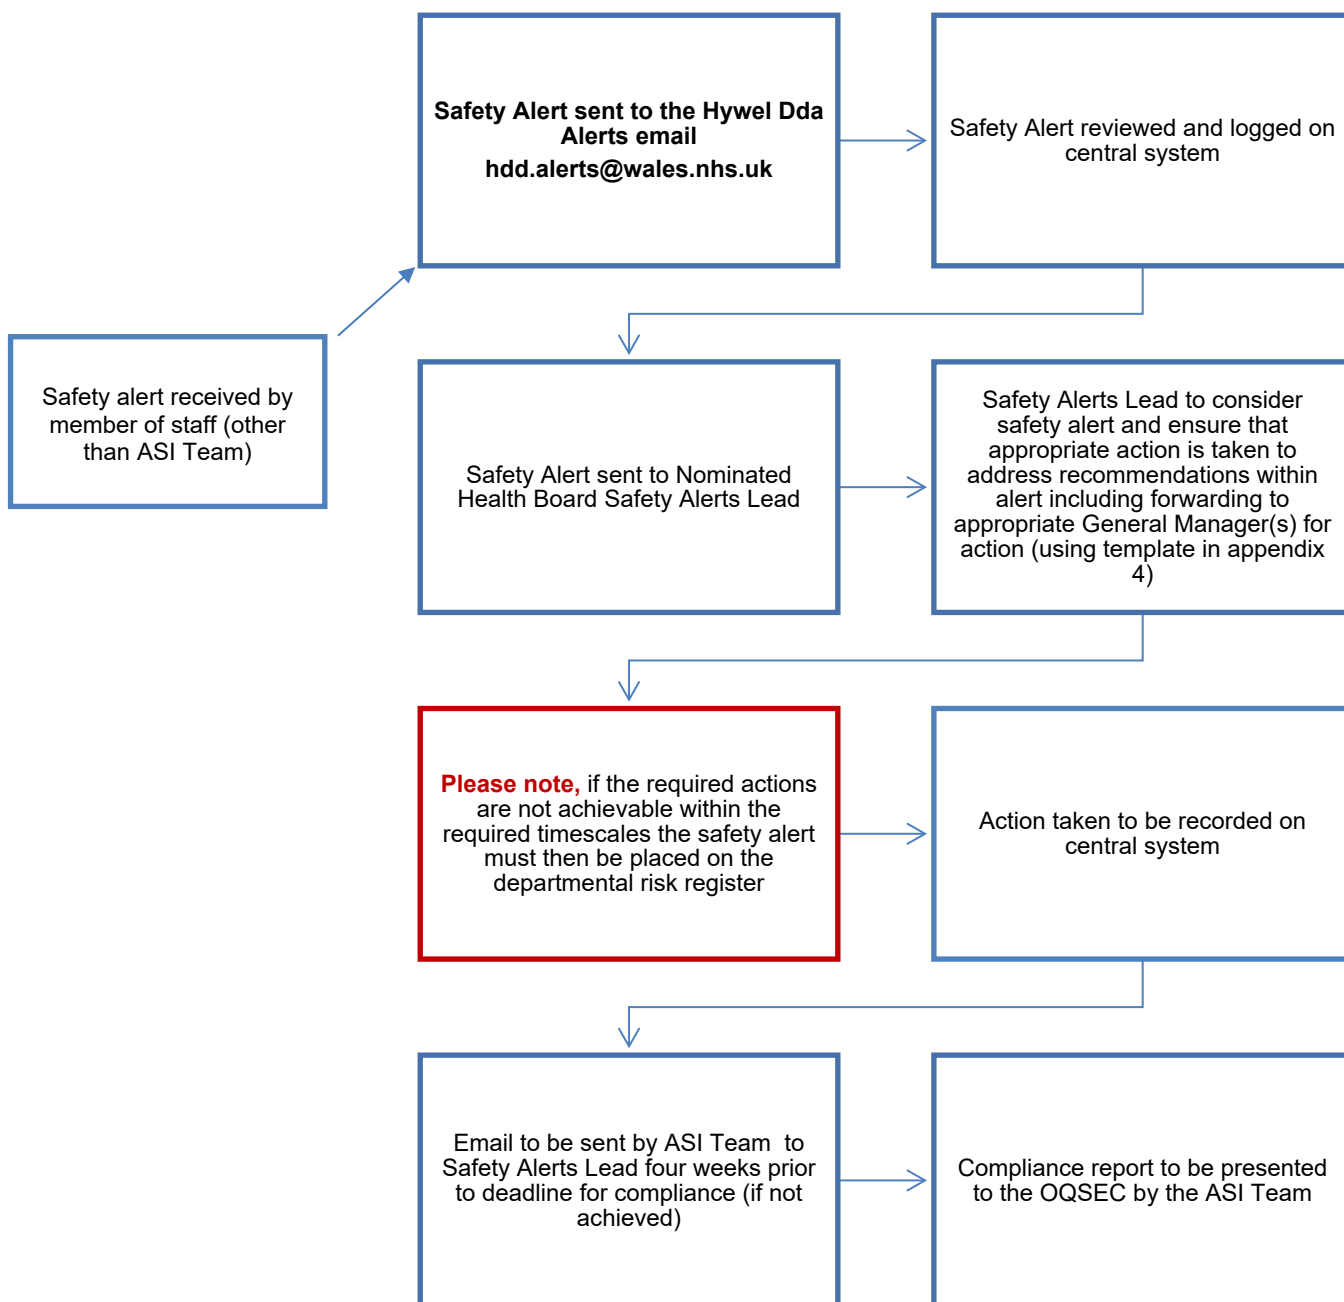 Safety Alert sent to the Hywel Dda
Alerts email
hdd.alerts@wales.nhs.uk
Safety Alert reviewed and logged on
central system
Safety alert received by
member of staff (other
than ASI Team)
Safety Alert sent to Nominated
Health Board Safety Alerts Lead
Safety Alerts Lead to consider
safety alert and ensure that
appropriate action is taken to
address recommendations within
alert including forwarding to
appropriate General Manager(s) for
action (using template in appendix
4)
Please note, if the required actions
are not achievable within the
required timescales the safety alert
must then be placed on the
departmental risk register
Action taken to be recorded on
central system
Email to be sent by ASI Team to
Safety Alerts Lead four weeks prior
to deadline for compliance (if not
achieved)
Compliance report to be presented
to the OQSEC by the ASI Team